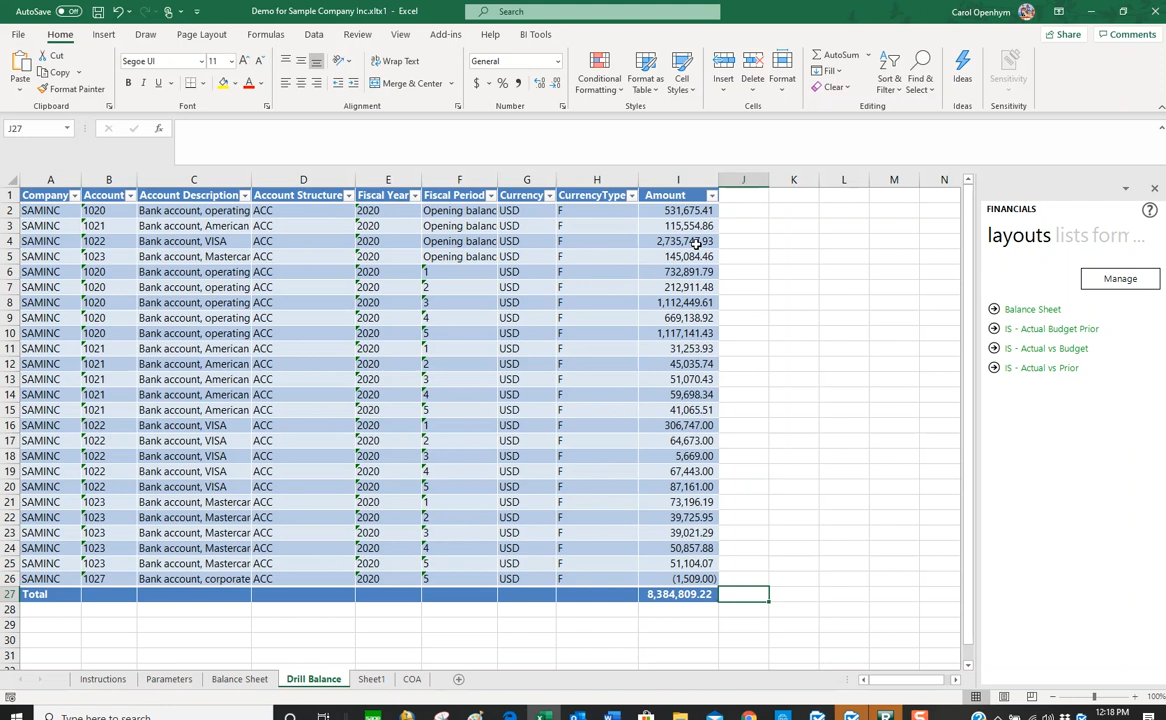 AutoSave Off Demo for Sample Company Inc.xltx1 - Excel Search Carol Openhym
File Home Insert Draw Page Layout Formulas Data Review View Add-ins Help BI Tools Share Comments
Paste Cut Copy Format Painter Clipboard
Segoe UI 11 B I U Font
Wrap Text Merge & Center Alignment
General $ % Number
Conditional Formatting Format as Table Cell Styles Styles
Insert Delete Format Cells
AutoSum Fill Clear Sort & Filter Find & Select Editing
Ideas Ideas
Sensitivity Sensitivity
J27 fx
A B C D E F G H I J K L M N
1 Company Account Account Description Account Structure Fiscal Year Fiscal Period Currency CurrencyType Amount
2 SAMINC 1020 Bank account, operating ACC 2020 Opening balanc USD F 531,675.41
3 SAMINC 1021 Bank account, American ACC 2020 Opening balanc USD F 115,554.86
4 SAMINC 1022 Bank account, VISA ACC 2020 Opening balanc USD F
5 SAMINC 1023 Bank account, Mastercar ACC 2020 Opening balanc USD F 145,084.46
6 SAMINC 1020 Bank account, operating ACC 2020 1 USD F 732,891.79
7 SAMINC 1020 Bank account, operating ACC 2020 2 USD F 212,911.48
8 SAMINC 1020 Bank account, operating ACC 2020 3 USD F 1,112,449.61
9 SAMINC 1020 Bank account, operating ACC 2020 4 USD F 669,138.92
10 SAMINC 1020 Bank account, operating ACC 2020 5 USD F 1,117,141.43
11 SAMINC 1021 Bank account, American ACC 2020 1 USD F 31,253.93
12 SAMINC 1021 Bank account, American ACC 2020 2 USD F 45,035.74
13 SAMINC 1021 Bank account, American ACC 2020 3 USD F 51,070.43
14 SAMINC 1021 Bank account, American ACC 2020 4 USD F 59,698.34
15 SAMINC 1021 Bank account, American ACC 2020 5 USD F 41,065.51
16 SAMINC 1022 Bank account, VISA ACC 2020 1 USD F 306,747.00
17 SAMINC 1022 Bank account, VISA ACC 2020 2 USD F 64,673.00
18 SAMINC 1022 Bank account, VISA ACC 2020 3 USD F 5,669.00
19 SAMINC 1022 Bank account, VISA ACC 2020 4 USD F 67,443.00
20 SAMINC 1022 Bank account, VISA ACC 2020 5 USD F 87,161.00
21 SAMINC 1023 Bank account, Mastercar ACC 2020 1 USD F 73,196.19
22 SAMINC 1023 Bank account, Mastercar ACC 2020 2 USD F 39,725.95
23 SAMINC 1023 Bank account, Mastercar ACC 2020 3 USD F 39,021.29
24 SAMINC 1023 Bank account, Mastercar ACC 2020 4 USD F 50,857.88
25 SAMINC 1023 Bank account, Mastercar ACC 2020 5 USD F 51,104.07
26 SAMINC 1027 Bank account, corporate ACC 2020 5 USD F (1,509.00)
27 Total 8,384,809.22
28
29
30
31
FINANCIALS
layouts lists form ...
Manage
Balance Sheet
IS - Actual Budget Prior
IS - Actual vs Budget
IS - Actual vs Prior
Instructions Parameters Balance Sheet Drill Balance Sheet1 COA
100%
Type here to search
12:18 PM